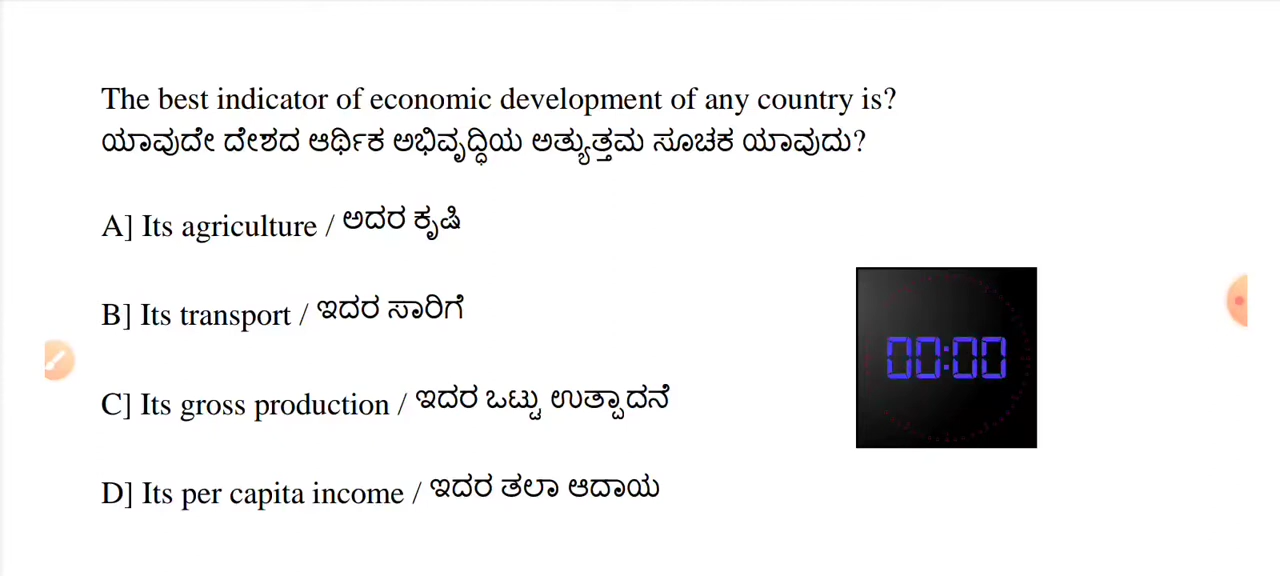 The best indicator of economic development of any country is?
ಯಾವುದೇ ದೇಶದ ಆರ್ಥಿಕ ಅಭಿವೃದ್ಧಿಯ ಅತ್ಯುತ್ತಮ ಸೂಚಕ ಯಾವುದು?
A] Its agriculture / ಅದರ ಕೃಷಿ
B] Its transport / ಇದರ ಸಾರಿಗೆ
C] Its gross production / ಇದರ ಒಟ್ಟು ಉತ್ಪಾದನೆ
D] Its per capita income / ಇದರ ತಲಾ ಆದಾಯ
00:00